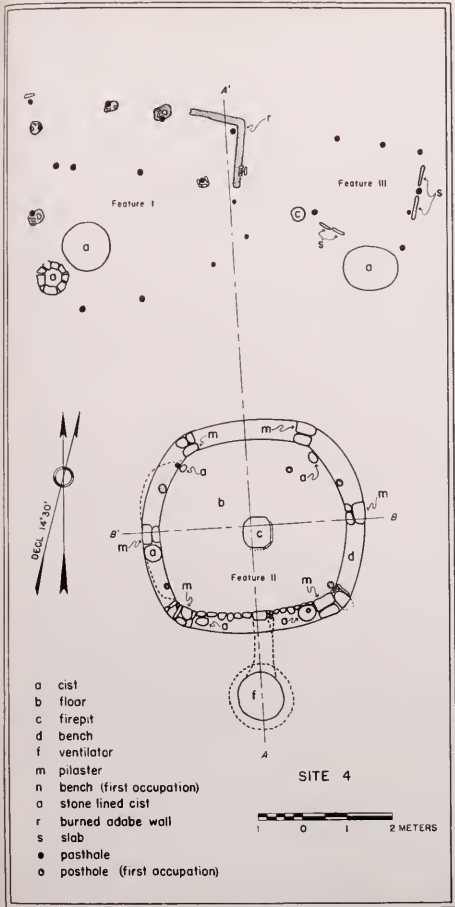 A'
r
Feature I
Feature III
c
s
s
a
a
a
m
m
a
a
DECL 14°30'
b
m
B'
B
c
m
a
d
Feature II
m
m
a
a
f
A
a cist
b floor
c firepit
d bench
f ventilator
m pilaster
n bench (first occupation)
a stone lined cist
r burned adobe wall
s slab
● pasthale
o posthole (first occupation)
SITE 4
1 0 1 2 METERS